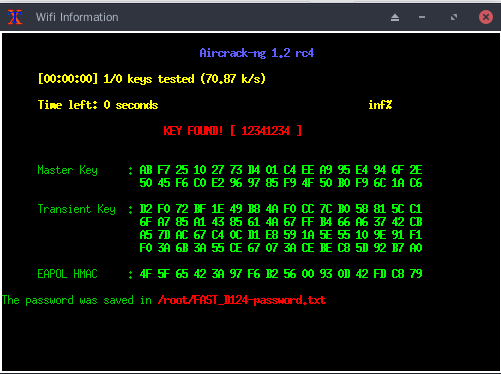 Wifi Information
Aircrack-ng 1.2 rc4
[00:00:00] 1/0 keys tested (70.87 k/s)
Time left: 0 seconds inf%
KEY FOUND! [ 12341234 ]
Master Key : AB F7 25 10 27 73 D4 01 C4 EE A9 95 E4 94 6F 2E
50 45 F6 C0 E2 96 97 85 F9 4F 50 B0 F9 6C 1A C6
Transient Key : D2 F0 72 BF 1E 49 D8 4A F0 CC 7C D0 58 81 5C C1
6F A7 85 A1 43 85 61 4A 67 FF D4 66 A6 37 42 CB
A5 7D AC 67 C4 0C D1 E8 59 1A 5E 55 10 9E 91 F1
F0 3A 6B 3A 55 CE 67 07 3A CE DE C8 5D 92 B7 A0
EAPOL HMAC : 4F 5F 65 42 3A 97 F6 D2 56 00 93 0D 42 FD C8 79
The password was saved in /root/FAST_D124-password.txt